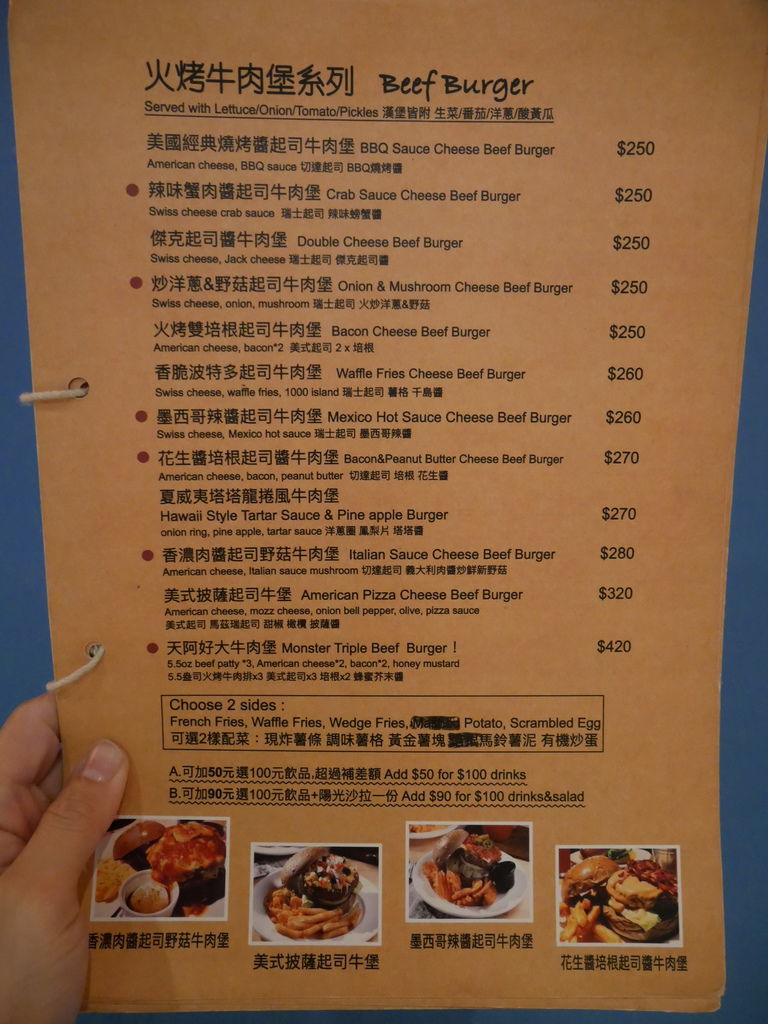 火烤牛肉堡系列 Beef Burger
Served with Lettuce/Onion/Tomato/Pickles 漢堡皆附 生菜/番茄/洋蔥/酸黃瓜
美國經典燒烤醬起司牛肉堡 BBQ Sauce Cheese Beef Burger $250
American cheese, BBQ sauce 切達起司 BBQ燒烤醬
辣味蟹肉醬起司牛肉堡 Crab Sauce Cheese Beef Burger $250
Swiss cheese crab sauce 瑞士起司 辣味螃蟹醬
傑克起司醬牛肉堡 Double Cheese Beef Burger $250
Swiss cheese, Jack cheese 瑞士起司 傑克起司醬
炒洋蔥&野菇起司牛肉堡 Onion & Mushroom Cheese Beef Burger $250
Swiss cheese, onion, mushroom 瑞士起司 火炒洋蔥&野菇
火烤雙培根起司牛肉堡 Bacon Cheese Beef Burger $250
American cheese, bacon*2 美式起司 2 x 培根
香脆波特多起司牛肉堡 Waffle Fries Cheese Beef Burger $260
Swiss cheese, waffle fries, 1000 island 瑞士起司 薯格 千島醬
墨西哥辣醬起司牛肉堡 Mexico Hot Sauce Cheese Beef Burger $260
Swiss cheese, Mexico hot sauce 瑞士起司 墨西哥辣醬
花生醬培根起司醬牛肉堡 Bacon&Peanut Butter Cheese Beef Burger $270
American cheese, bacon, peanut butter 切達起司 培根 花生醬
夏威夷塔塔龍捲風牛肉堡
Hawaii Style Tartar Sauce & Pine apple Burger $270
onion ring, pine apple, tartar sauce 洋蔥圈 鳳梨片 塔塔醬
香濃肉醬起司野菇牛肉堡 Italian Sauce Cheese Beef Burger $280
American cheese, Italian sauce mushroom 切達起司 義大利肉醬炒鮮新野菇
美式披薩起司牛堡 American Pizza Cheese Beef Burger $320
American cheese, mozz cheese, onion bell pepper, olive, pizza sauce
美式起司 馬茲瑞起司 甜椒 橄欖 披薩醬
天阿好大牛肉堡 Monster Triple Beef Burger ! $420
5.5oz beef patty *3, American cheese*2, bacon*2, honey mustard
5.5盎司火烤牛肉排x3 美式起司x3 培根x2 蜂蜜芥末醬
Choose 2 sides :
French Fries, Waffle Fries, Wedge Fries, Potato, Scrambled Egg
可選2樣配菜：現炸薯條 調味薯格 黃金薯塊 馬鈴薯泥 有機炒蛋
A.可加50元選100元飲品,超過補差額 Add $50 for $100 drinks
B.可加90元選100元飲品+陽光沙拉一份 Add $90 for $100 drinks&salad
香濃肉醬起司野菇牛肉堡
美式披薩起司牛堡
墨西哥辣醬起司牛肉堡
花生醬培根起司醬牛肉堡